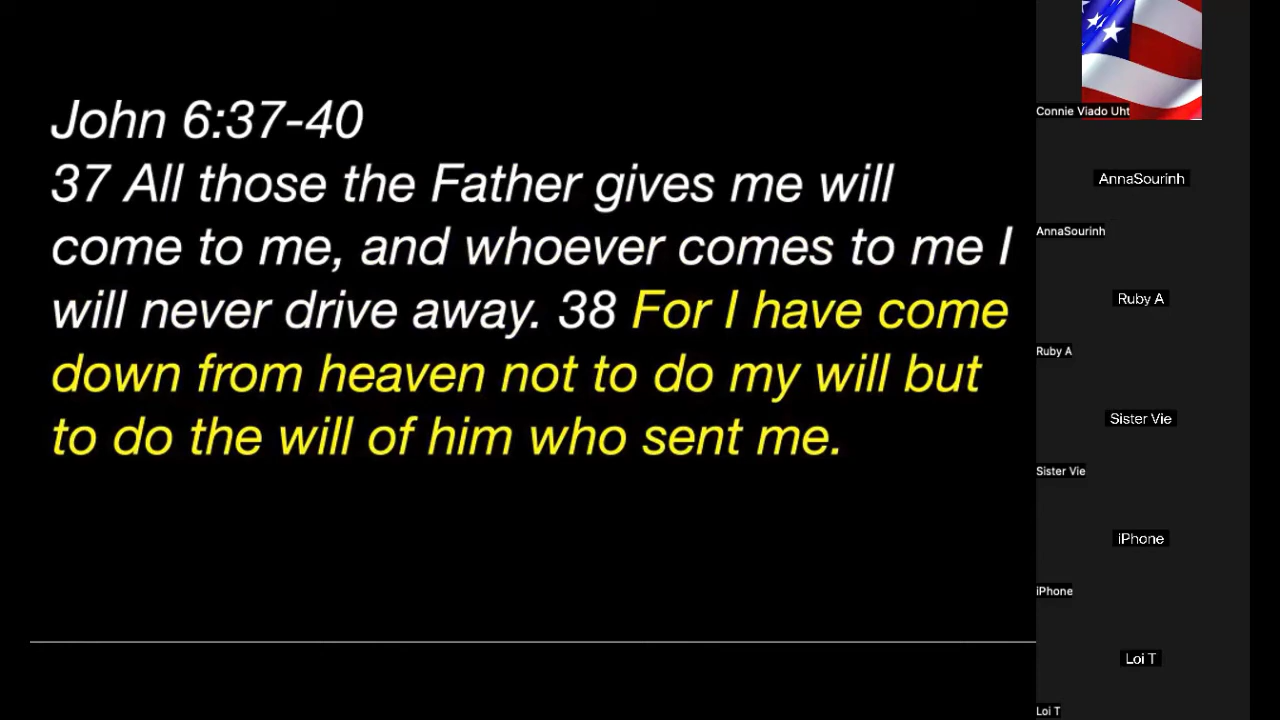 John 6:37-40
37 All those the Father gives me will
come to me, and whoever comes to me I
will never drive away. 38 For I have come
down from heaven not to do my will but
to do the will of him who sent me.
Connie Viado Uht
AnnaSourinh
AnnaSourinh
Ruby A
Ruby A
Sister Vie
Sister Vie
iPhone
iPhone
Loi T
Loi T